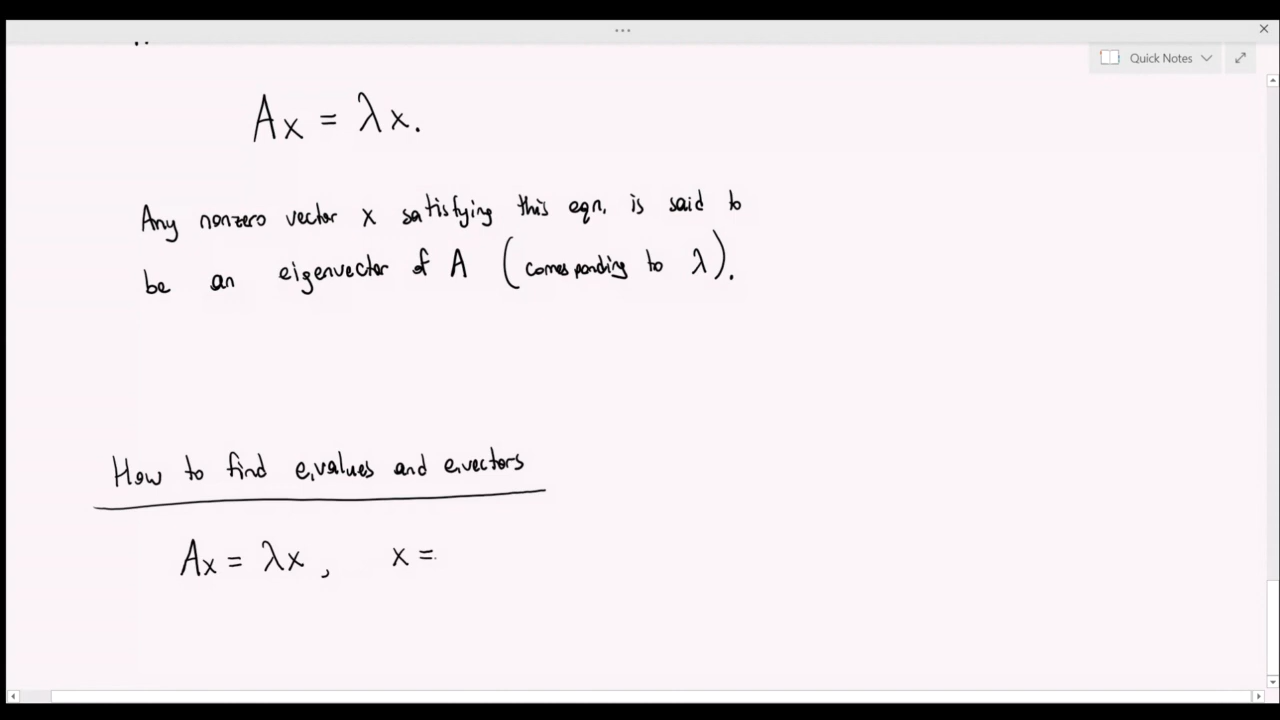 Quick Notes
Ax = λx.
Any nonzero vector x satisfying this eqn. is said to
be an eigenvector of A (corresponding to λ).
How to find e.values and e.vectors
Ax = λx , x =